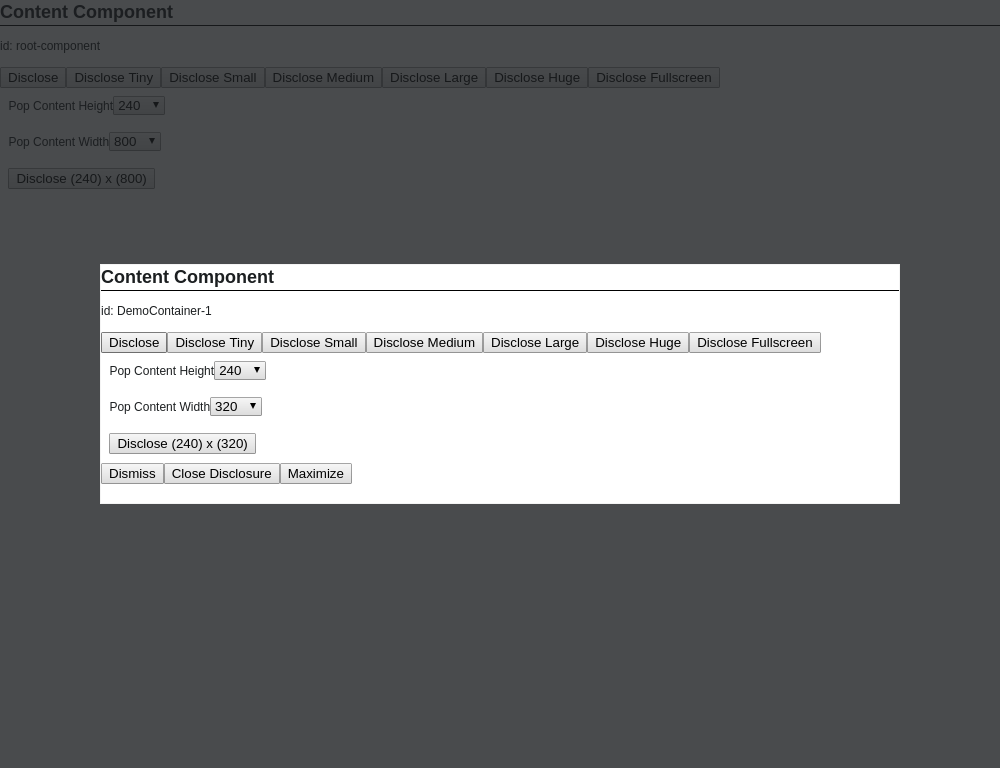 Content Component
id: root-component
Disclose Disclose Tiny Disclose Small Disclose Medium Disclose Large Disclose Huge Disclose Fullscreen
Pop Content Height 240
Pop Content Width 800
Disclose (240) x (800)
Content Component
id: DemoContainer-1
Disclose Disclose Tiny Disclose Small Disclose Medium Disclose Large Disclose Huge Disclose Fullscreen
Pop Content Height 240
Pop Content Width 320
Disclose (240) x (320)
Dismiss Close Disclosure Maximize